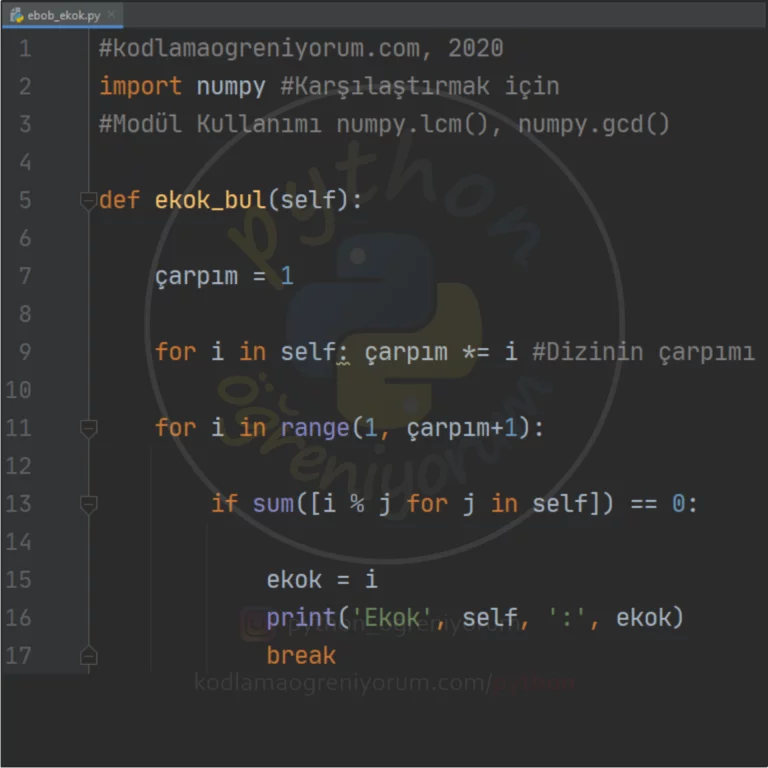 ebob_ekok.py
1 #kodlamaogreniyorum.com, 2020
2 import numpy #Karşılaştırmak için
3 #Modül Kullanımı numpy.lcm(), numpy.gcd()
4
5 def ekok_bul(self):
6
7 çarpım = 1
8
9 for i in self: çarpım *= i #Dizinin çarpımı
10
11 for i in range(1, çarpım+1):
12
13 if sum([i % j for j in self]) == 0:
14
15 ekok = i
16 print('Ekok', self, ':', ekok)
17 break
python
öğreniyorum
python_ogreniyorum
kodlamaogreniyorum.com/python